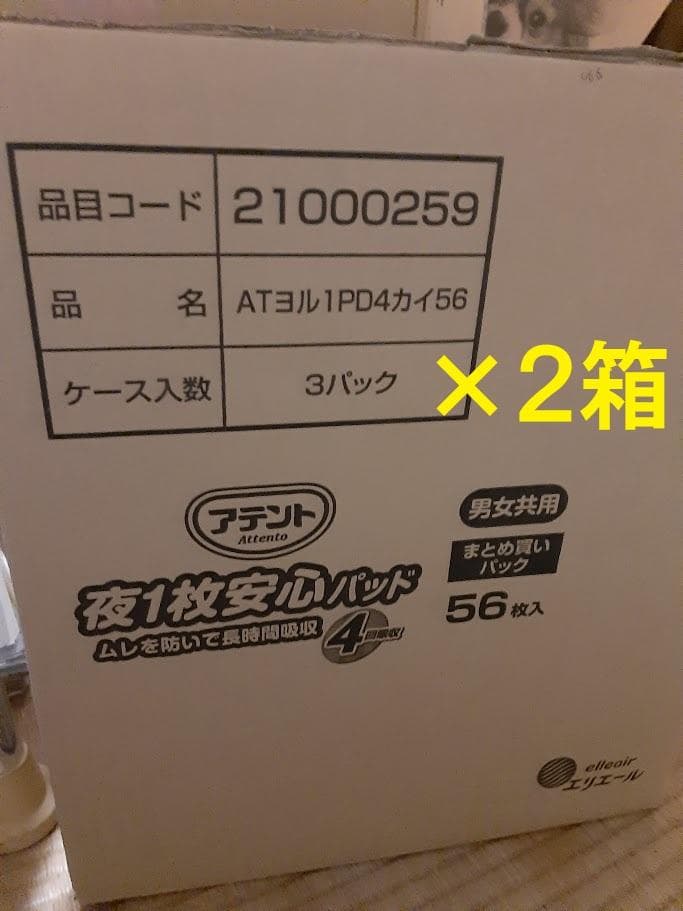 品目コード 21000259
品名 ATヨル1PD4カイ56
ケース入数 3パック
×2箱
アテント
Attento
男女共用
まとめ買い
パック
夜1枚安心パッド
56枚入
ムレを防いで長時間吸収
4回吸収!
elleair
エリエール